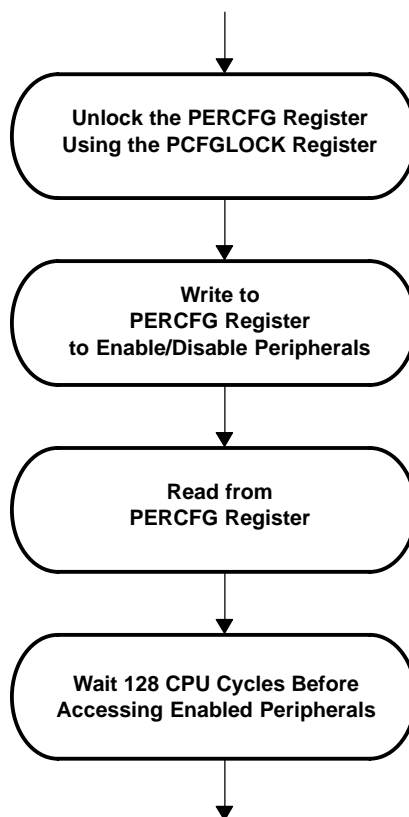 Unlock the PERCFG Register
Using the PCFGLOCK Register
Write to
PERCFG Register
to Enable/Disable Peripherals
Read from
PERCFG Register
Wait 128 CPU Cycles Before
Accessing Enabled Peripherals